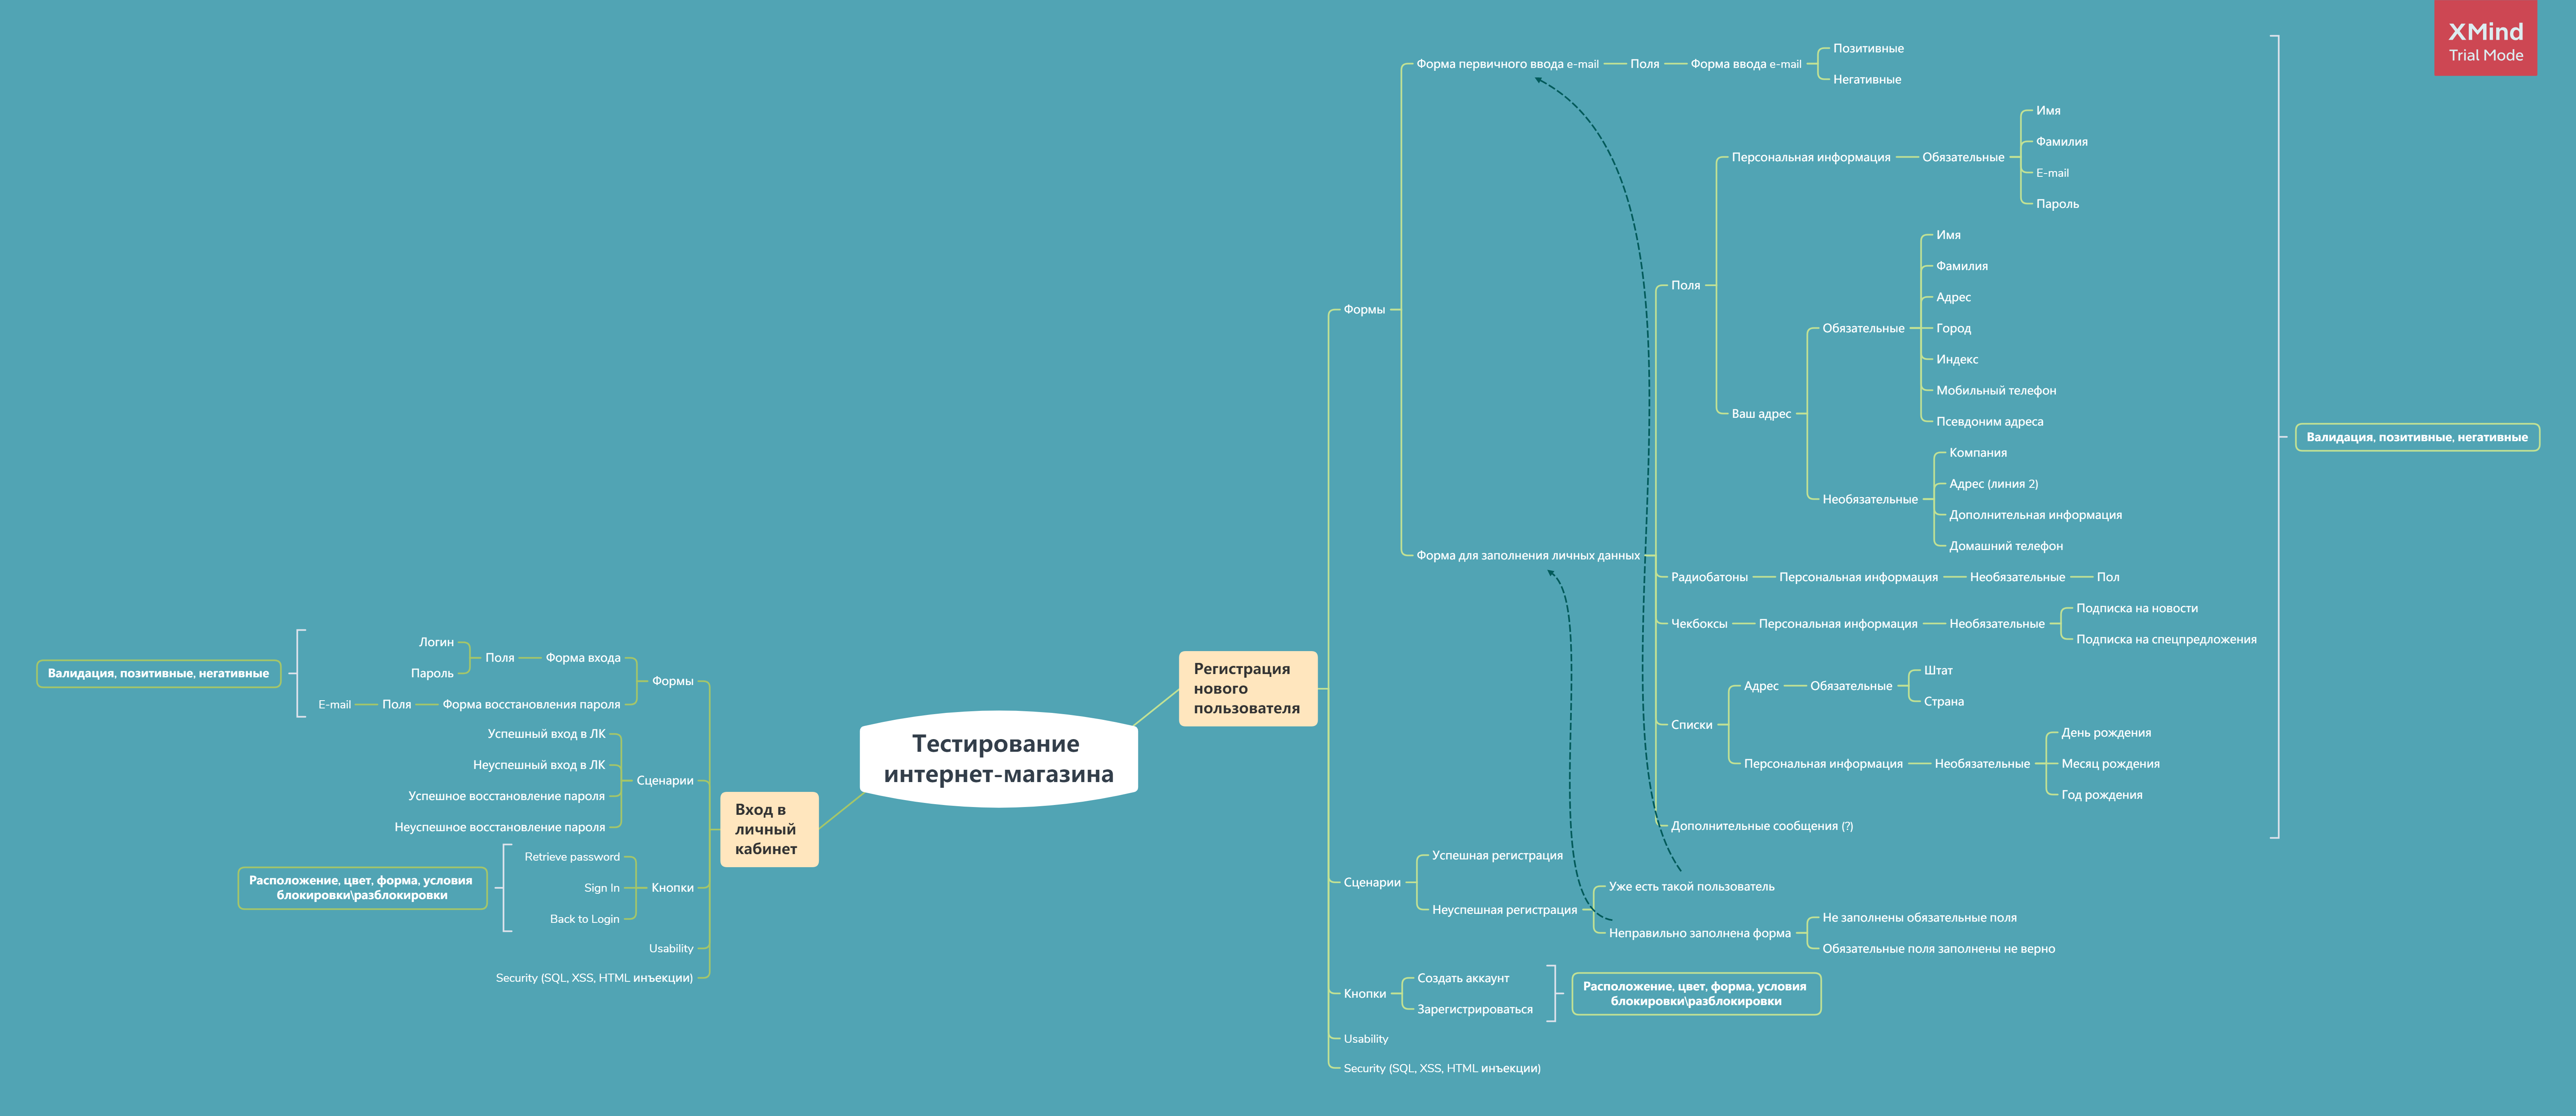 XMind
Trial Mode
Тестирование
интернет-магазина
Регистрация
нового
пользователя
Формы
Форма первичного ввода e-mail
Поля
Форма ввода e-mail
Позитивные
Негативные
Форма для заполнения личных данных
Поля
Персональная информация
Обязательные
Имя
Фамилия
E-mail
Пароль
Ваш адрес
Обязательные
Имя
Фамилия
Адрес
Город
Индекс
Мобильный телефон
Псевдоним адреса
Необязательные
Компания
Адрес (линия 2)
Дополнительная информация
Домашний телефон
Радиобатоны
Персональная информация
Необязательные
Пол
Чекбоксы
Персональная информация
Необязательные
Подписка на новости
Подписка на спецпредложения
Списки
Адрес
Обязательные
Штат
Страна
Персональная информация
Необязательные
День рождения
Месяц рождения
Год рождения
Дополнительные сообщения (?)
Валидация, позитивные, негативные
Сценарии
Успешная регистрация
Неуспешная регистрация
Уже есть такой пользователь
Неправильно заполнена форма
Не заполнены обязательные поля
Обязательные поля заполнены не верно
Кнопки
Создать аккаунт
Зарегистрироваться
Расположение, цвет, форма, условия
блокировки\разблокировки
Usability
Security (SQL, XSS, HTML инъекции)
Вход в
личный
кабинет
Формы
Форма входа
Поля
Логин
Пароль
Форма восстановления пароля
Поля
E-mail
Валидация, позитивные, негативные
Сценарии
Успешный вход в ЛК
Неуспешный вход в ЛК
Успешное восстановление пароля
Неуспешное восстановление пароля
Кнопки
Retrieve password
Sign In
Back to Login
Расположение, цвет, форма, условия
блокировки\разблокировки
Usability
Security (SQL, XSS, HTML инъекции)